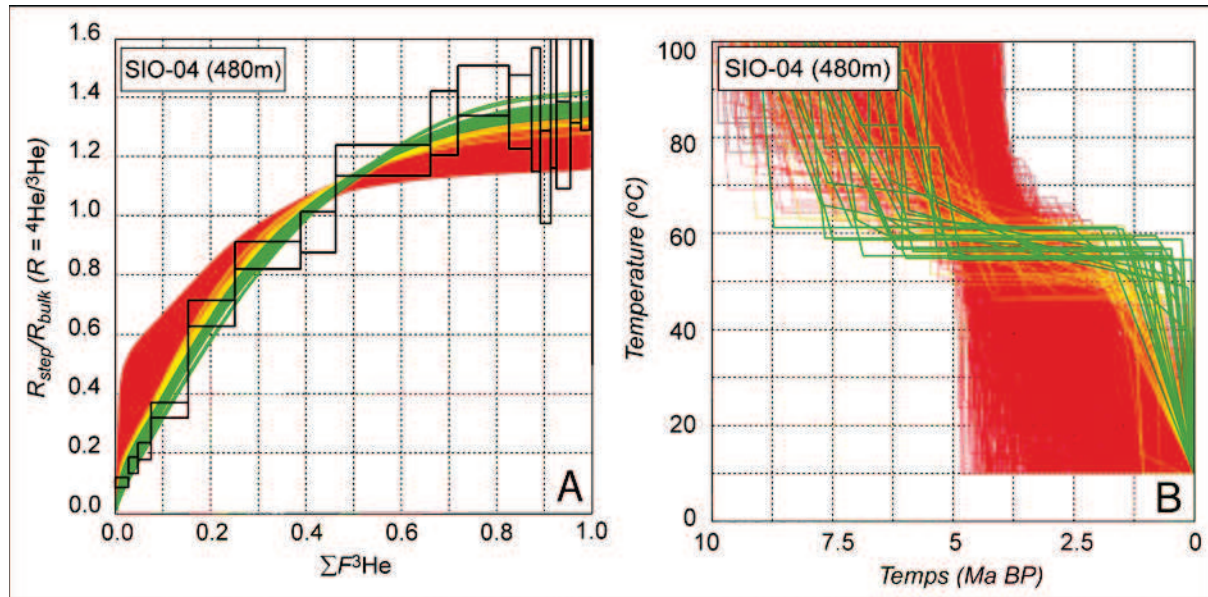 1.6
1.4
1.2
1.0
0.8
0.6
0.4
0.2
0.0
R_step/R_bulk (R = ⁴He/³He)
SIO-04 (480m)
A
0.0 0.2 0.4 0.6 0.8 1.0
∑F³He
100
80
60
40
20
0
Temperature (ºC)
SIO-04 (480m)
B
10 7.5 5 2.5 0
Temps (Ma BP)